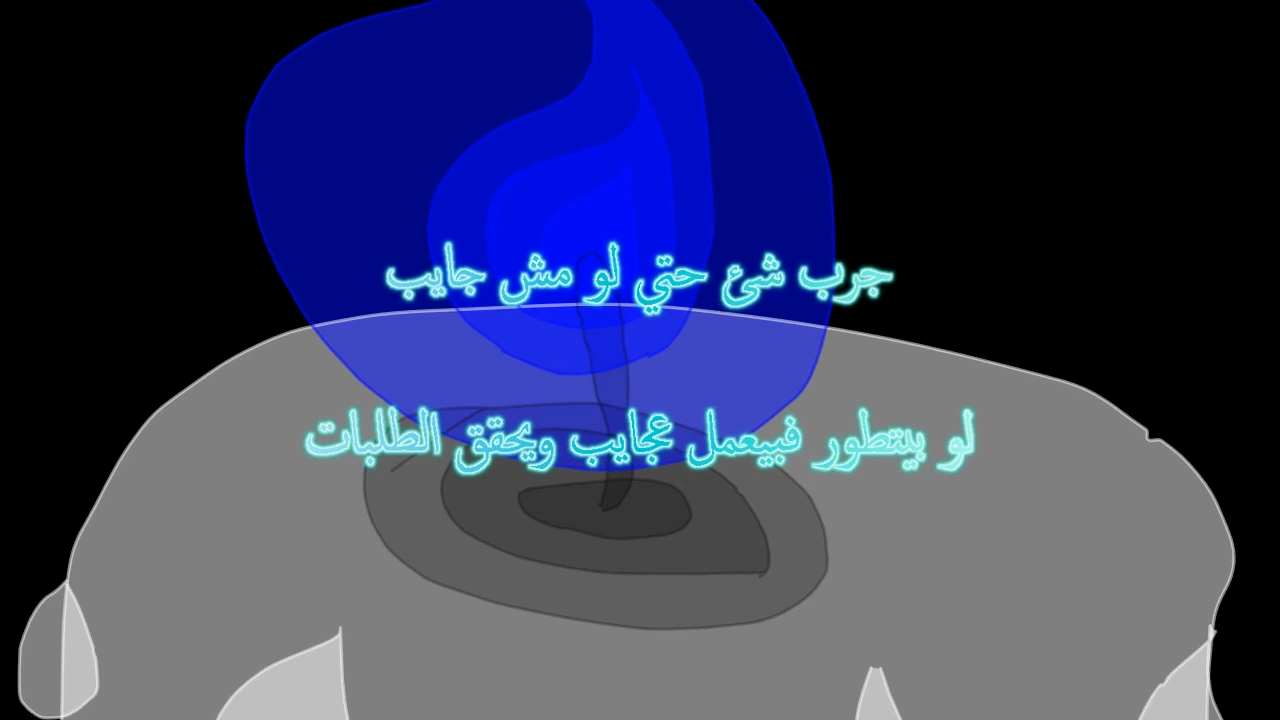 جرب شئ حتي لو مش جايب
لو بيتطور فبيعمل عجايب ويحقق الطلبات